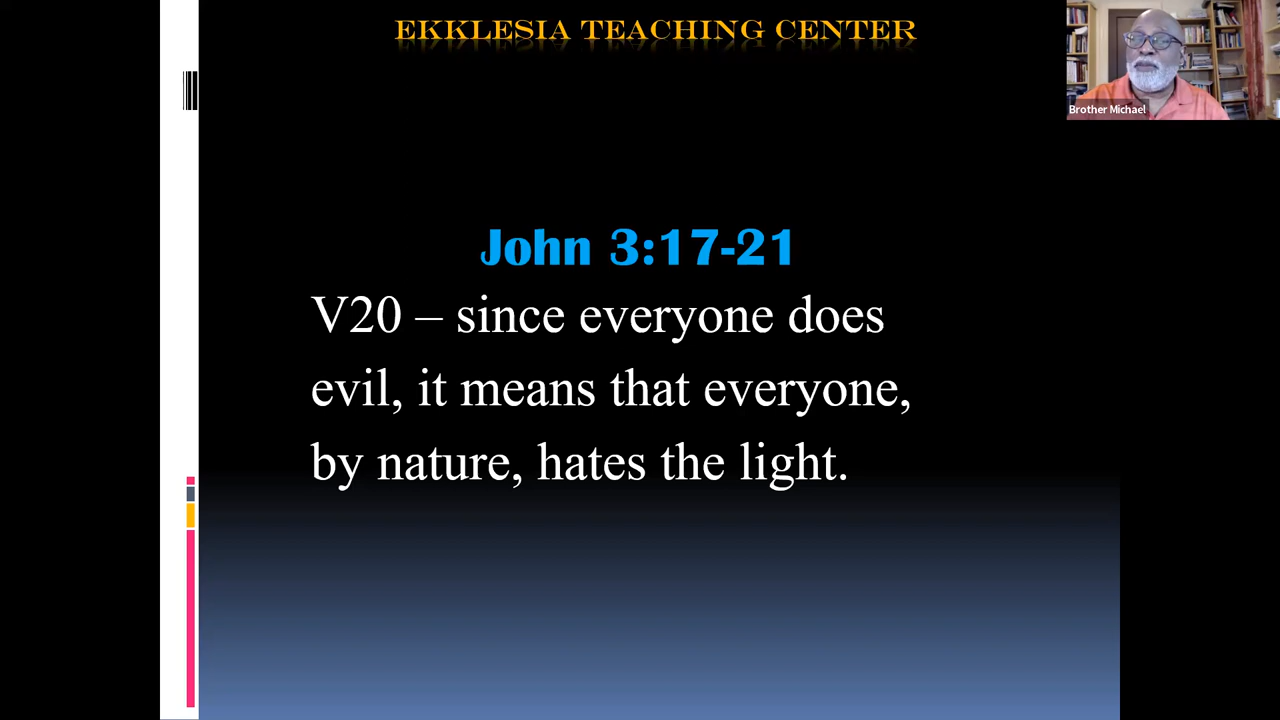 EKKLESIA TEACHING CENTER
Brother Michael
John 3:17-21
V20 – since everyone does
evil, it means that everyone,
by nature, hates the light.